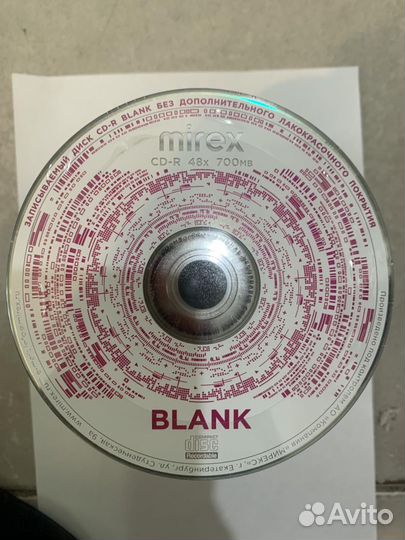 ЗАПИСЫВАЕМЫЙ ДИСК CD-R BLANK БЕЗ ДОПОЛНИТЕЛЬНОГО ЛАКОКРАСОЧНОГО ПОКРЫТИЯ
mirex
CD-R 48x 700MB
BLANK
COMPACT
disc
Recordable
Произведено под контролем АО «Компания «МИРЕКС», г. Екатеринбург, ул. Студенческая, 9а
www.mirex.ru
Avito